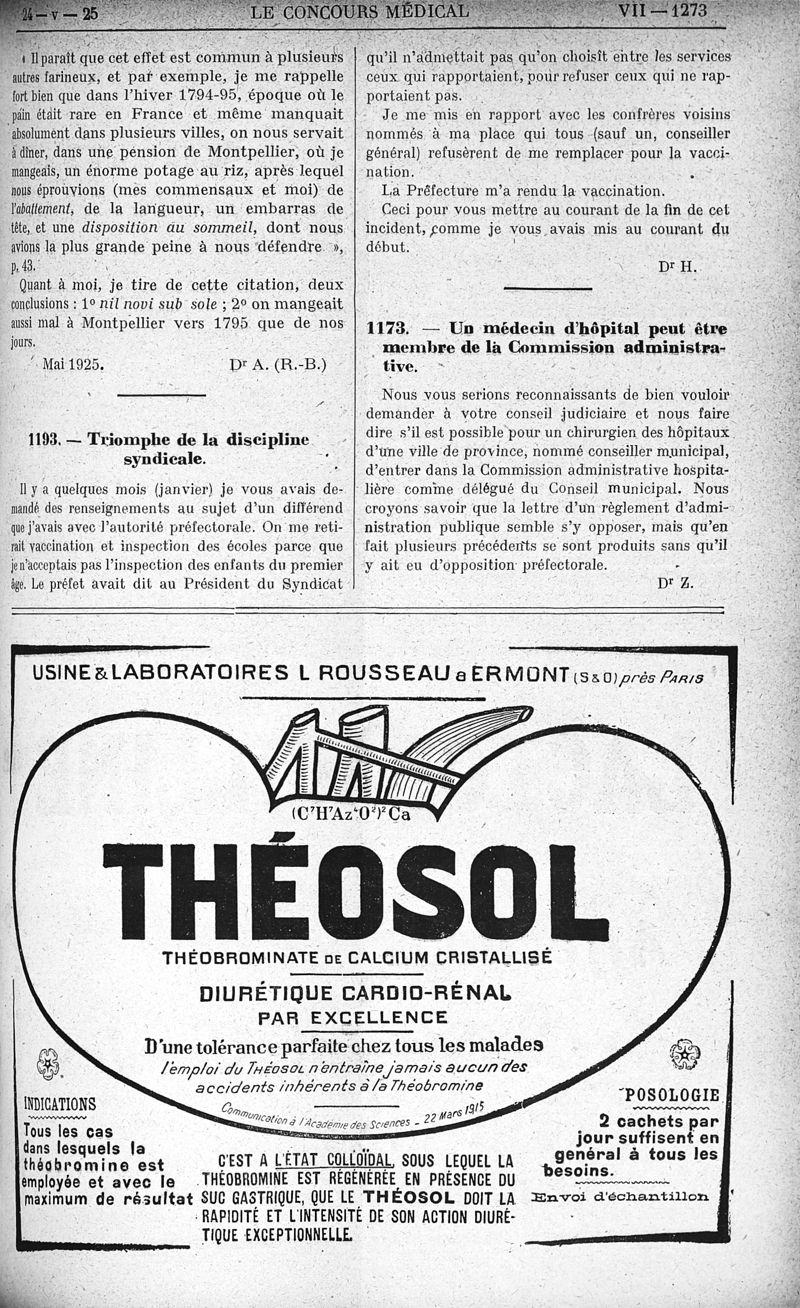 24 — v — 25
LE CONCOURS MÉDICAL
VII — 1273
« Il paraît que cet effet est commun à plusieurs
autres farineux, et par exemple, je me rappelle
fort bien que dans l'hiver 1794-95, époque où le
pain était rare en France et même manquait
absolument dans plusieurs villes, on nous servait
à dîner, dans une pension de Montpellier, où je
mangeais, un énorme potage au riz, après lequel
nous éprouvions (mes commensaux et moi) de
l'abattement, de la langueur, un embarras de
tête, et une disposition au sommeil, dont nous
avions la plus grande peine à nous défendre »,
p. 43.
Quant à moi, je tire de cette citation, deux
conclusions : 1º nil novi sub sole ; 2º on mangeait
aussi mal à Montpellier vers 1795 que de nos
jours.
Mai 1925.
Dr A. (R.-B.)
1193. — Triomphe de la discipline
syndicale.
Il y a quelques mois (janvier) je vous avais de-
mandé des renseignements au sujet d'un différend
que j'avais avec l'autorité préfectorale. On me reti-
rait vaccination et inspection des écoles parce que
je n'acceptais pas l'inspection des enfants du premier
âge. Le préfet avait dit au Président du Syndicat
qu'il n'admettait pas qu'on choisît entre les services
ceux qui rapportaient, pour refuser ceux qui ne rap-
portaient pas.
Je me mis en rapport avec les confrères voisins
nommés à ma place qui tous (sauf un, conseiller
général) refusèrent de me remplacer pour la vacci-
nation.
La Préfecture m'a rendu la vaccination.
Ceci pour vous mettre au courant de la fin de cet
incident, comme je vous avais mis au courant du
début.
Dr H.
1173. — Un médecin d'hôpital peut être
membre de la Commission administra-
tive.
Nous vous serions reconnaissants de bien vouloir
demander à votre conseil judiciaire et nous faire
dire s'il est possible pour un chirurgien des hôpitaux
d'une ville de province, nommé conseiller municipal,
d'entrer dans la Commission administrative hospita-
lière comme délégué du Conseil municipal. Nous
croyons savoir que la lettre d'un règlement d'admi-
nistration publique semble s'y opposer, mais qu'en
fait plusieurs précédents se sont produits sans qu'il
y ait eu d'opposition préfectorale.
Dr Z.
USINE & LABORATOIRES L ROUSSEAU a ERMONT (S & O) près PARIS
(C⁷H⁷Az⁴O²)²Ca
THÉOSOL
THÉOBROMINATE DE CALCIUM CRISTALLISÉ
DIURÉTIQUE CARDIO-RÉNAL
PAR EXCELLENCE
D'une tolérance parfaite chez tous les malades
l'emploi du THÉOSOL n'entraîne jamais aucun des
accidents inhérents à la Théobromine
Communication à l'Académie des Sciences - 22 Mars 1915
INDICATIONS
Tous les cas
dans lesquels la
théobromine est
employée et avec le
maximum de résultat
C'EST A L'ÉTAT COLLOÏDAL, SOUS LEQUEL LA
THÉOBROMINE EST RÉGÉNÉRÉE EN PRÉSENCE DU
SUC GASTRIQUE, QUE LE THÉOSOL DOIT LA
RAPIDITÉ ET L'INTENSITÉ DE SON ACTION DIURÉ-
TIQUE EXCEPTIONNELLE.
POSOLOGIE
2 cachets par
jour suffisent en
général à tous les
besoins.
Envoi d'échantillon